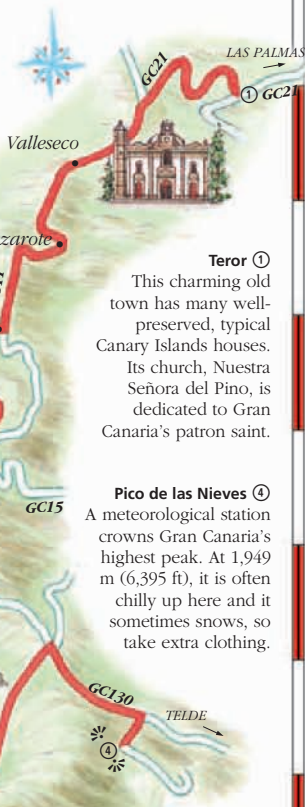 LAS PALMAS
GC21
① GC21
Valleseco
zarote
Teror ①
This charming old
town has many well-
preserved, typical
Canary Islands houses.
Its church, Nuestra
Señora del Pino, is
dedicated to Gran
Canaria's patron saint.
GC15
Pico de las Nieves ④
A meteorological station
crowns Gran Canaria's
highest peak. At 1,949
m (6,395 ft), it is often
chilly up here and it
sometimes snows, so
take extra clothing.
GC130
TELDE
④